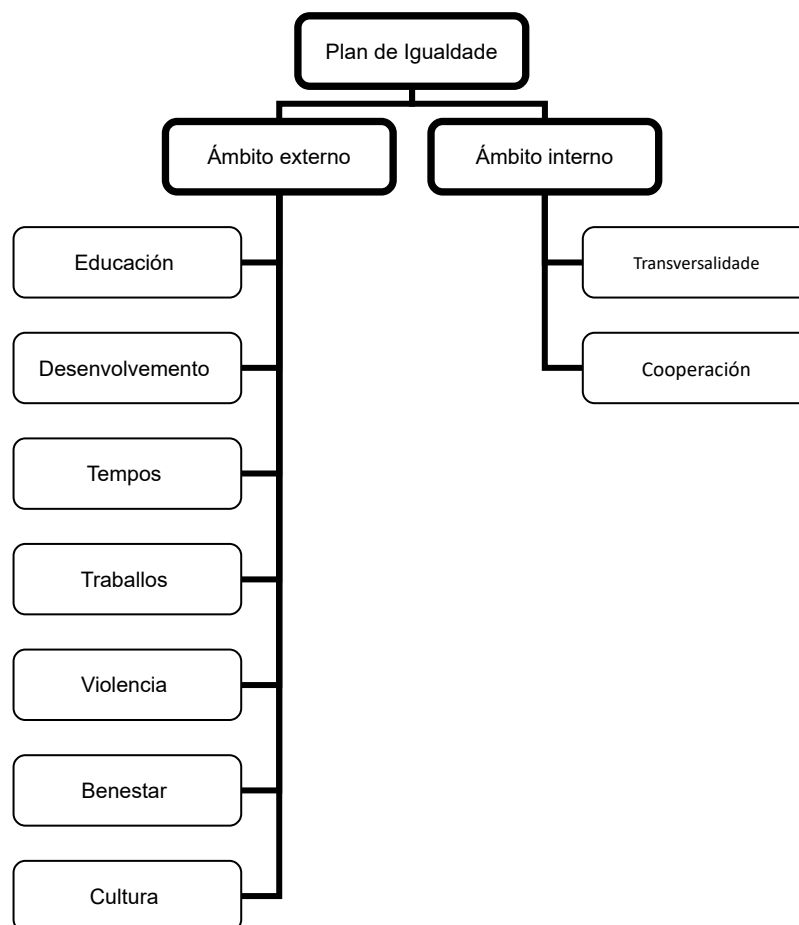 Plan de Igualdade
Ámbito externo
Ámbito interno
Educación
Transversalidade
Desenvolvemento
Cooperación
Tempos
Traballos
Violencia
Benestar
Cultura